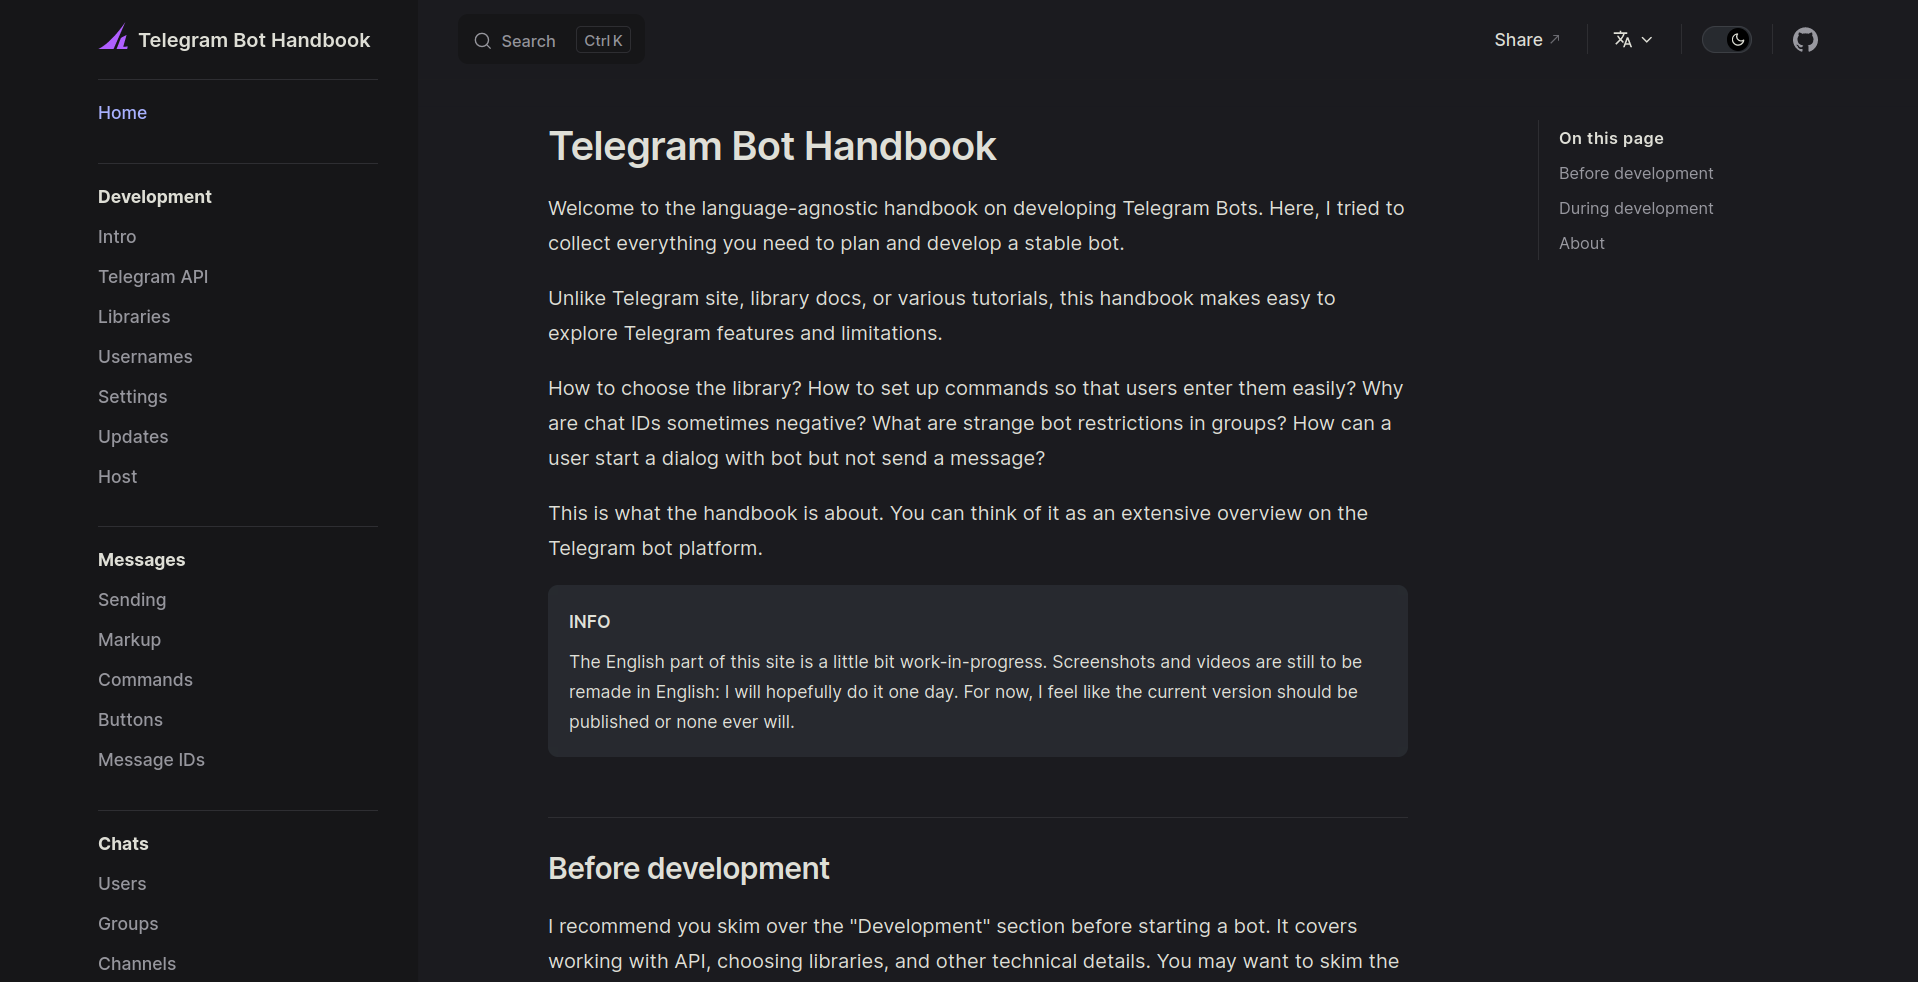 Telegram Bot Handbook
Home
Development
Intro
Telegram API
Libraries
Usernames
Settings
Updates
Host
Messages
Sending
Markup
Commands
Buttons
Message IDs
Chats
Users
Groups
Channels
Search Ctrl K
Share
Telegram Bot Handbook
Welcome to the language-agnostic handbook on developing Telegram Bots. Here, I tried to
collect everything you need to plan and develop a stable bot.
Unlike Telegram site, library docs, or various tutorials, this handbook makes easy to
explore Telegram features and limitations.
How to choose the library? How to set up commands so that users enter them easily? Why
are chat IDs sometimes negative? What are strange bot restrictions in groups? How can a
user start a dialog with bot but not send a message?
This is what the handbook is about. You can think of it as an extensive overview on the
Telegram bot platform.
INFO
The English part of this site is a little bit work-in-progress. Screenshots and videos are still to be
remade in English: I will hopefully do it one day. For now, I feel like the current version should be
published or none ever will.
Before development
I recommend you skim over the "Development" section before starting a bot. It covers
working with API, choosing libraries, and other technical details. You may want to skim the
On this page
Before development
During development
About